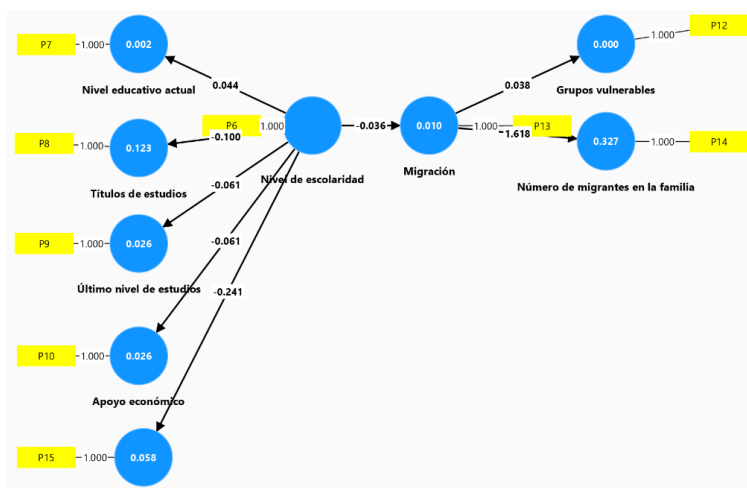 P7
1.000
0.002
Nivel educativo actual
0.044
P12
1.000
0.000
Grupos vulnerables
0.038
P6
1.000
-0.036
0.010
Migración
1.000
P13
1.618
0.327
1.000
P14
Número de migrantes en la familia
Nivel de escolaridad
P8
1.000
0.123
Títulos de estudios
-0.100
P9
1.000
0.026
Último nivel de estudios
-0.061
P10
1.000
0.026
Apoyo económico
-0.061
P15
1.000
0.058
-0.241